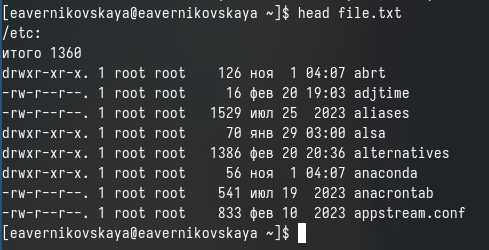 [eavernikovskaya@eavernikovskaya ~]$ head file.txt
/etc:
итого 1360
drwxr-xr-x. 1 root root    126 ноя  1 04:07 abrt
-rw-r--r--. 1 root root     16 фев 20 19:03 adjtime
-rw-r--r--. 1 root root   1529 июл 25  2023 aliases
drwxr-xr-x. 1 root root     70 янв 29 03:00 alsa
drwxr-xr-x. 1 root root   1386 фев 20 20:36 alternatives
drwxr-xr-x. 1 root root     56 ноя  1 04:07 anaconda
-rw-r--r--. 1 root root    541 июл 19  2023 anacrontab
-rw-r--r--. 1 root root    833 фев 10  2023 appstream.conf
[eavernikovskaya@eavernikovskaya ~]$